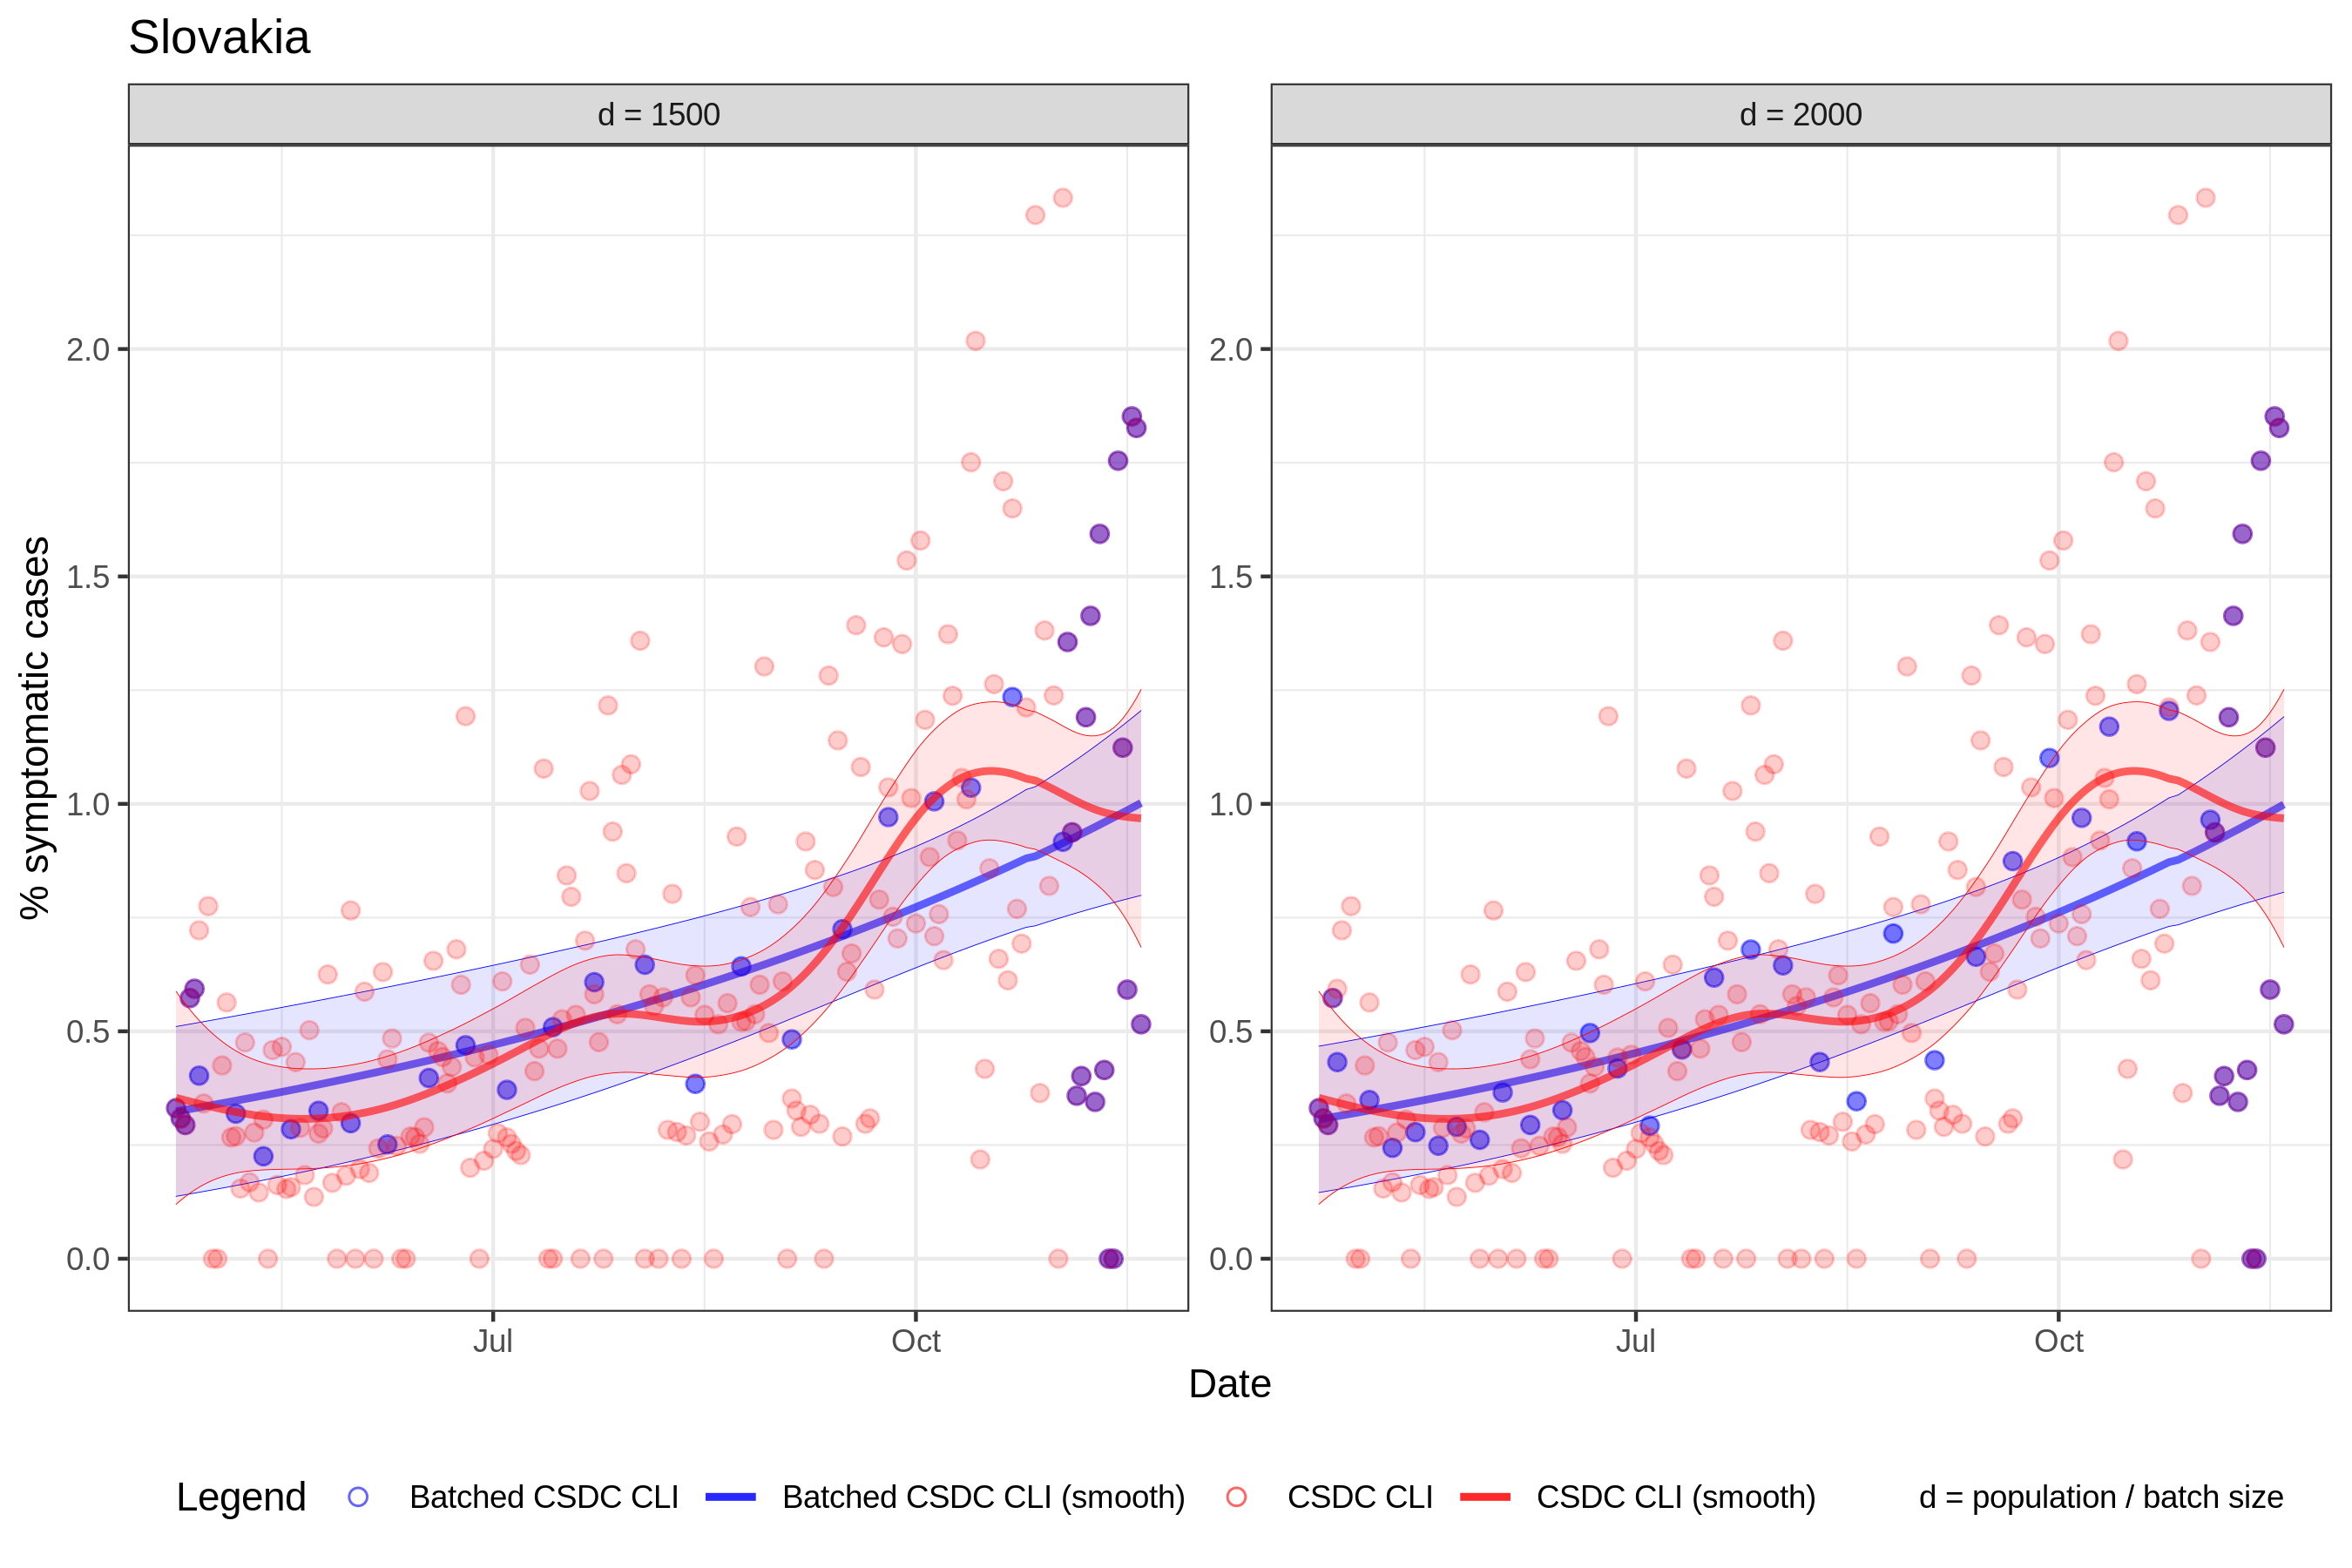 Slovakia
d = 1500
d = 2000
% symptomatic cases
2.0
1.5
1.0
0.5
0.0
2.0
1.5
1.0
0.5
0.0
Jul
Oct
Jul
Oct
Date
Legend
Batched CSDC CLI
Batched CSDC CLI (smooth)
CSDC CLI
CSDC CLI (smooth)
d = population / batch size